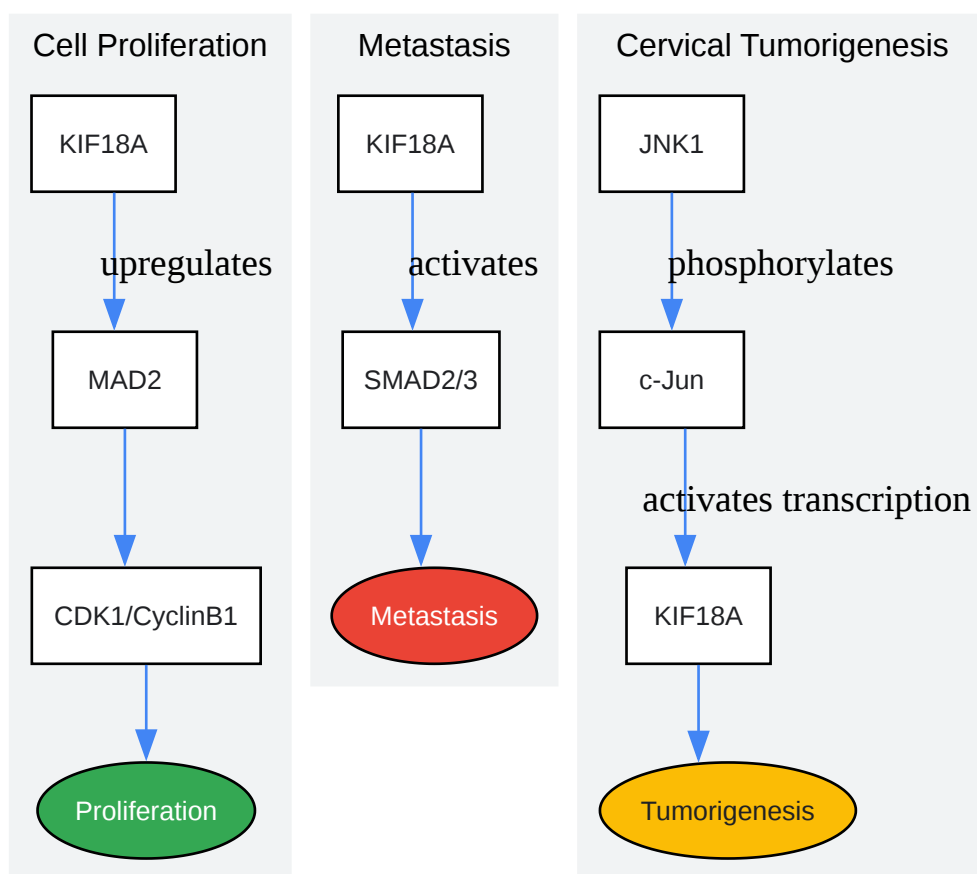 Cell Proliferation
KIF18A
upregulates
MAD2
CDK1/CyclinB1
Proliferation
Metastasis
KIF18A
activates
SMAD2/3
Metastasis
Cervical Tumorigenesis
JNK1
phosphorylates
c-Jun
activates transcription
KIF18A
Tumorigenesis